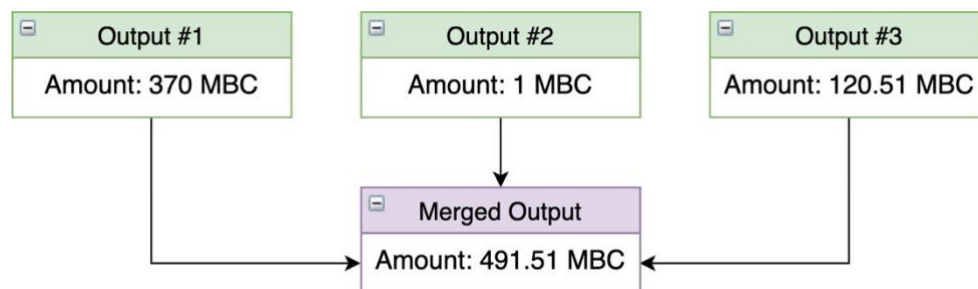 Output #1
Amount: 370 MBC
Output #2
Amount: 1 MBC
Output #3
Amount: 120.51 MBC
Merged Output
Amount: 491.51 MBC